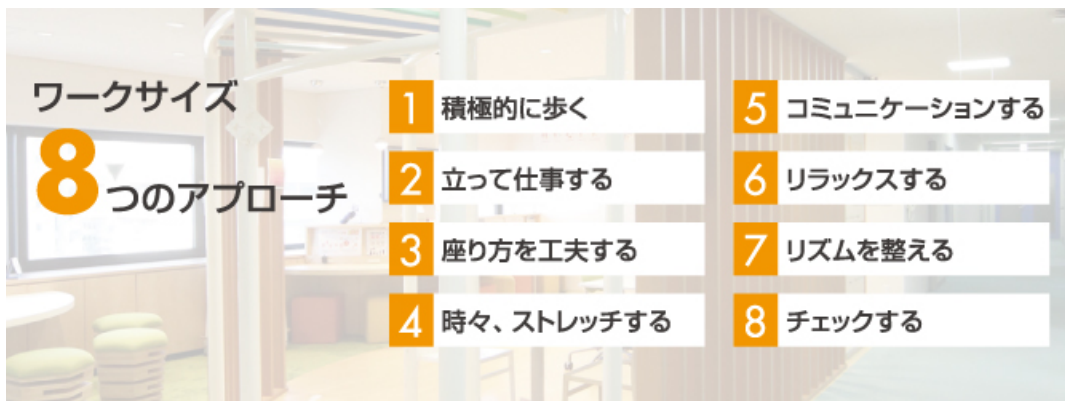 ワークサイズ
8つのアプローチ
1 積極的に歩く
2 立って仕事する
3 座り方を工夫する
4 時々、ストレッチする
5 コミュニケーションする
6 リラックスする
7 リズムを整える
8 チェックする